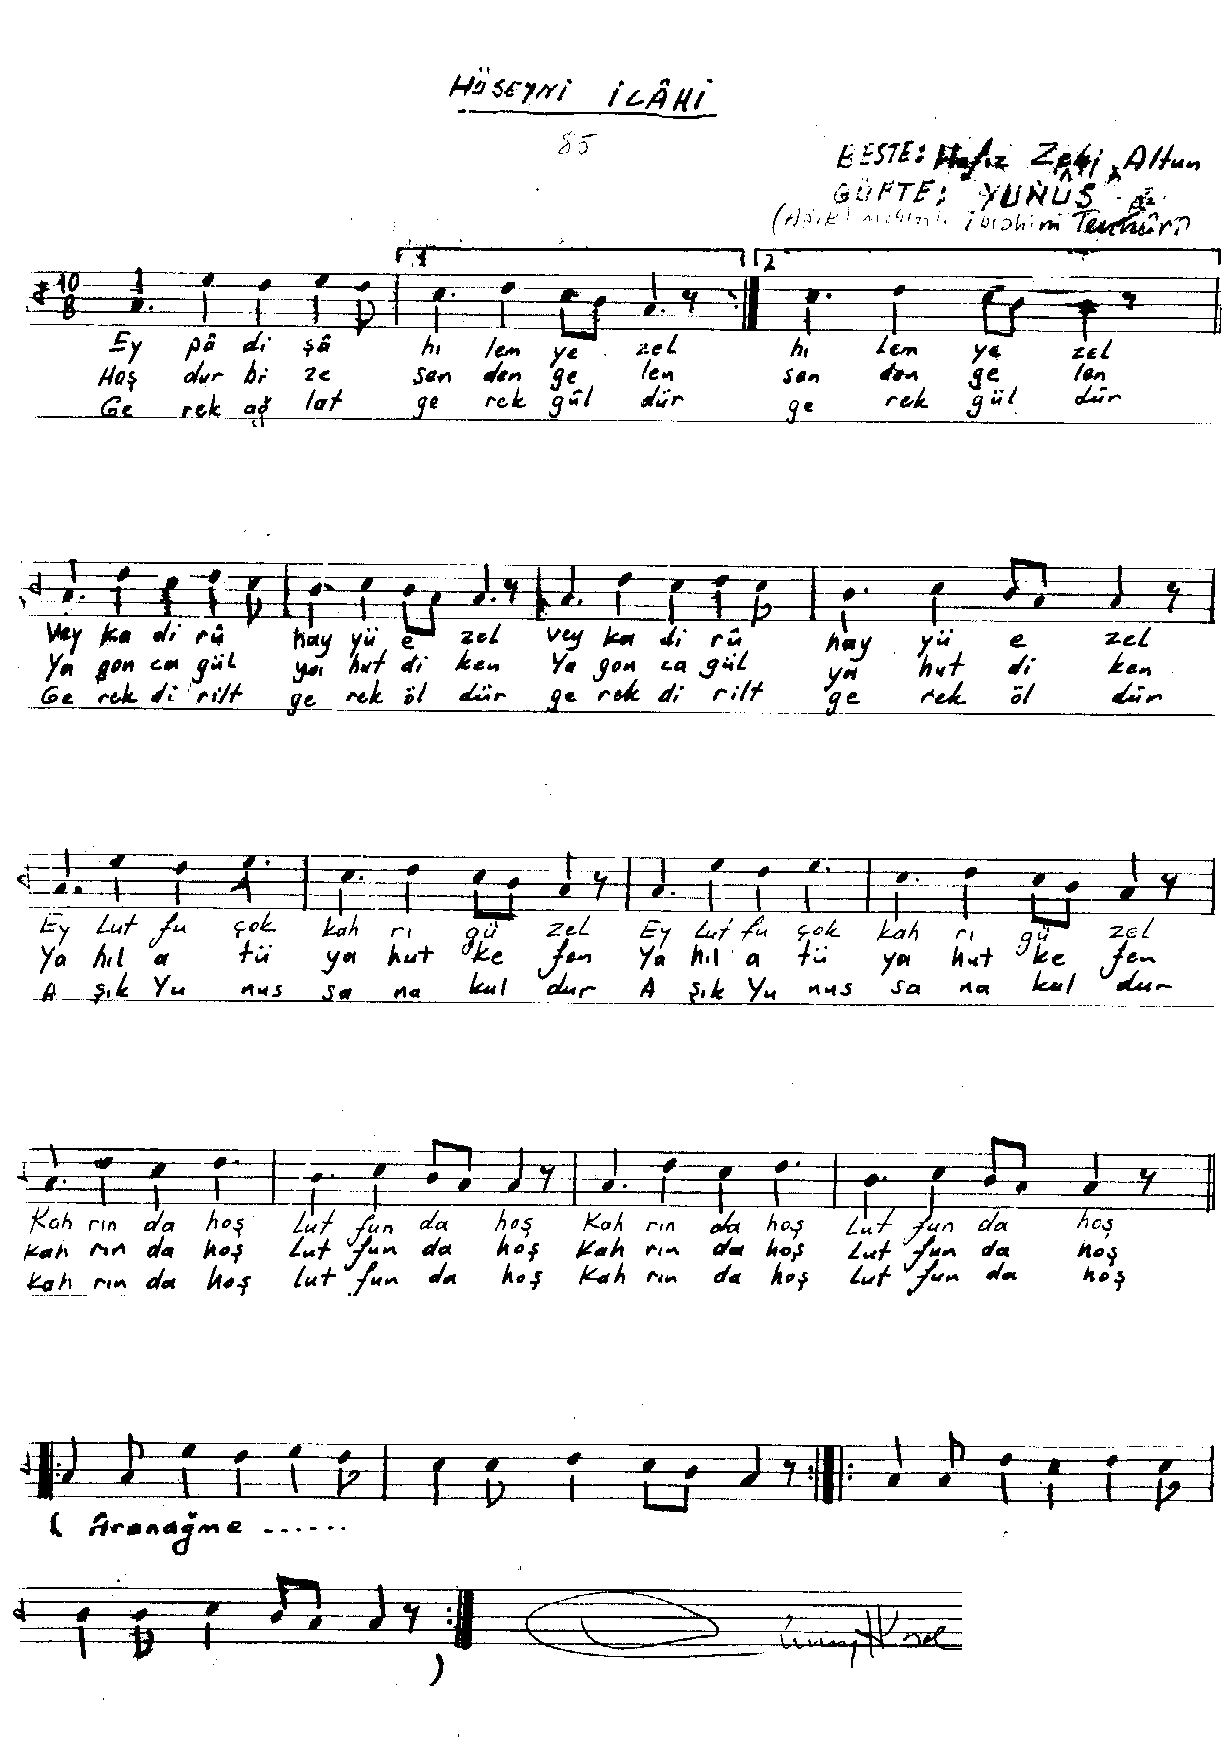 HÜSEYNİ İLÂHİ
85
BESTE: Hafız Zeki Altun
GÜFTE: YUNUS
İbrahim Tennûri)
1 2
10
8
Ey pâ di şâ hı lem ye zel hı lem ye zel
Hoş dur bi ze sen den ge len sen den ge len
Ge rek ağ lat ge rek gül dür ge rek gül dür
Vey ka di rû hay yü e zel vey ka di rû hay yü e zel
Ya gon ca gül ya hut di ken Ya gon ca gül ya hut di ken
Ge rek di rilt ge rek öl dür ge rek di rilt ge rek öl dür
Ey Lut fu çok kah rı gü zel Ey Lut fu çok kah rı gü zel
Ya hıl a tü ya hut ke fen Ya hıl a tü ya hut ke fen
A şık Yu nus sa na kul dur A şık Yu nus sa na kul dur
Kah rın da hoş Lut fun da hoş Kah rın da hoş Lut fun da hoş
Kah rın da hoş Lut fun da hoş Kah rın da hoş Lut fun da hoş
Kah rın da hoş lut fun da hoş Kah rın da hoş Lut fun da hoş
( Aranağme ......
)